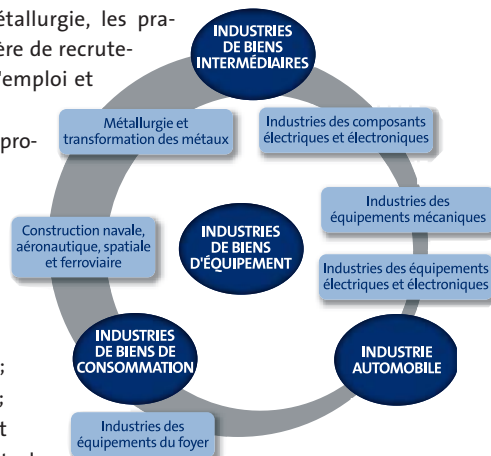 étallurgie, les pra-
ère de recrute-
'emploi et
pro-
;
;
t
INDUSTRIES
DE BIENS
INTERMÉDIAIRES
Métallurgie et
transformation des métaux
Industries des composants
électriques et électroniques
Industries des
équipements mécaniques
Construction navale,
aéronautique, spatiale
et ferroviaire
INDUSTRIES
DE BIENS
D'ÉQUIPEMENT
Industries des équipements
électriques et électroniques
INDUSTRIES
DE BIENS DE
CONSOMMATION
INDUSTRIE
AUTOMOBILE
Industries des
équipements du foyer